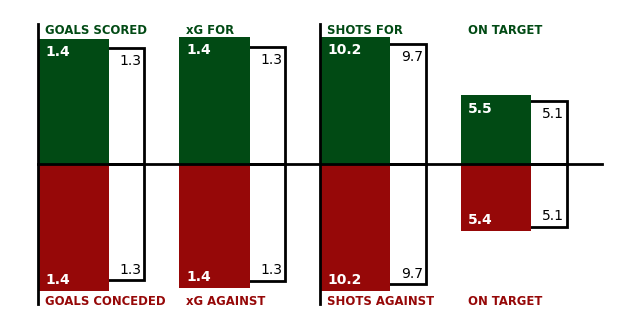 GOALS SCORED xG FOR SHOTS FOR ON TARGET
1.4 1.3 1.4 1.3 10.2 9.7 5.5 5.1
1.4 1.3 1.4 1.3 10.2 9.7 5.4 5.1
GOALS CONCEDED xG AGAINST SHOTS AGAINST ON TARGET